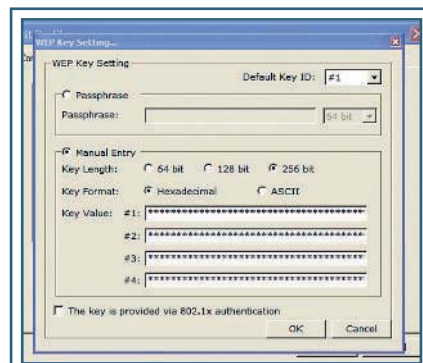 WEP Key Setting...
WEP Key Setting
Default Key ID: #1
Passphrase
Passphrase: 64 bit
Manual Entry
Key Length: 64 bit 128 bit 256 bit
Key Format: Hexadecimal ASCII
Key Value: #1: ******************************************
#2: ******************************************
#3: ******************************************
#4: ******************************************
The key is provided via 802.1x authentication
OK Cancel